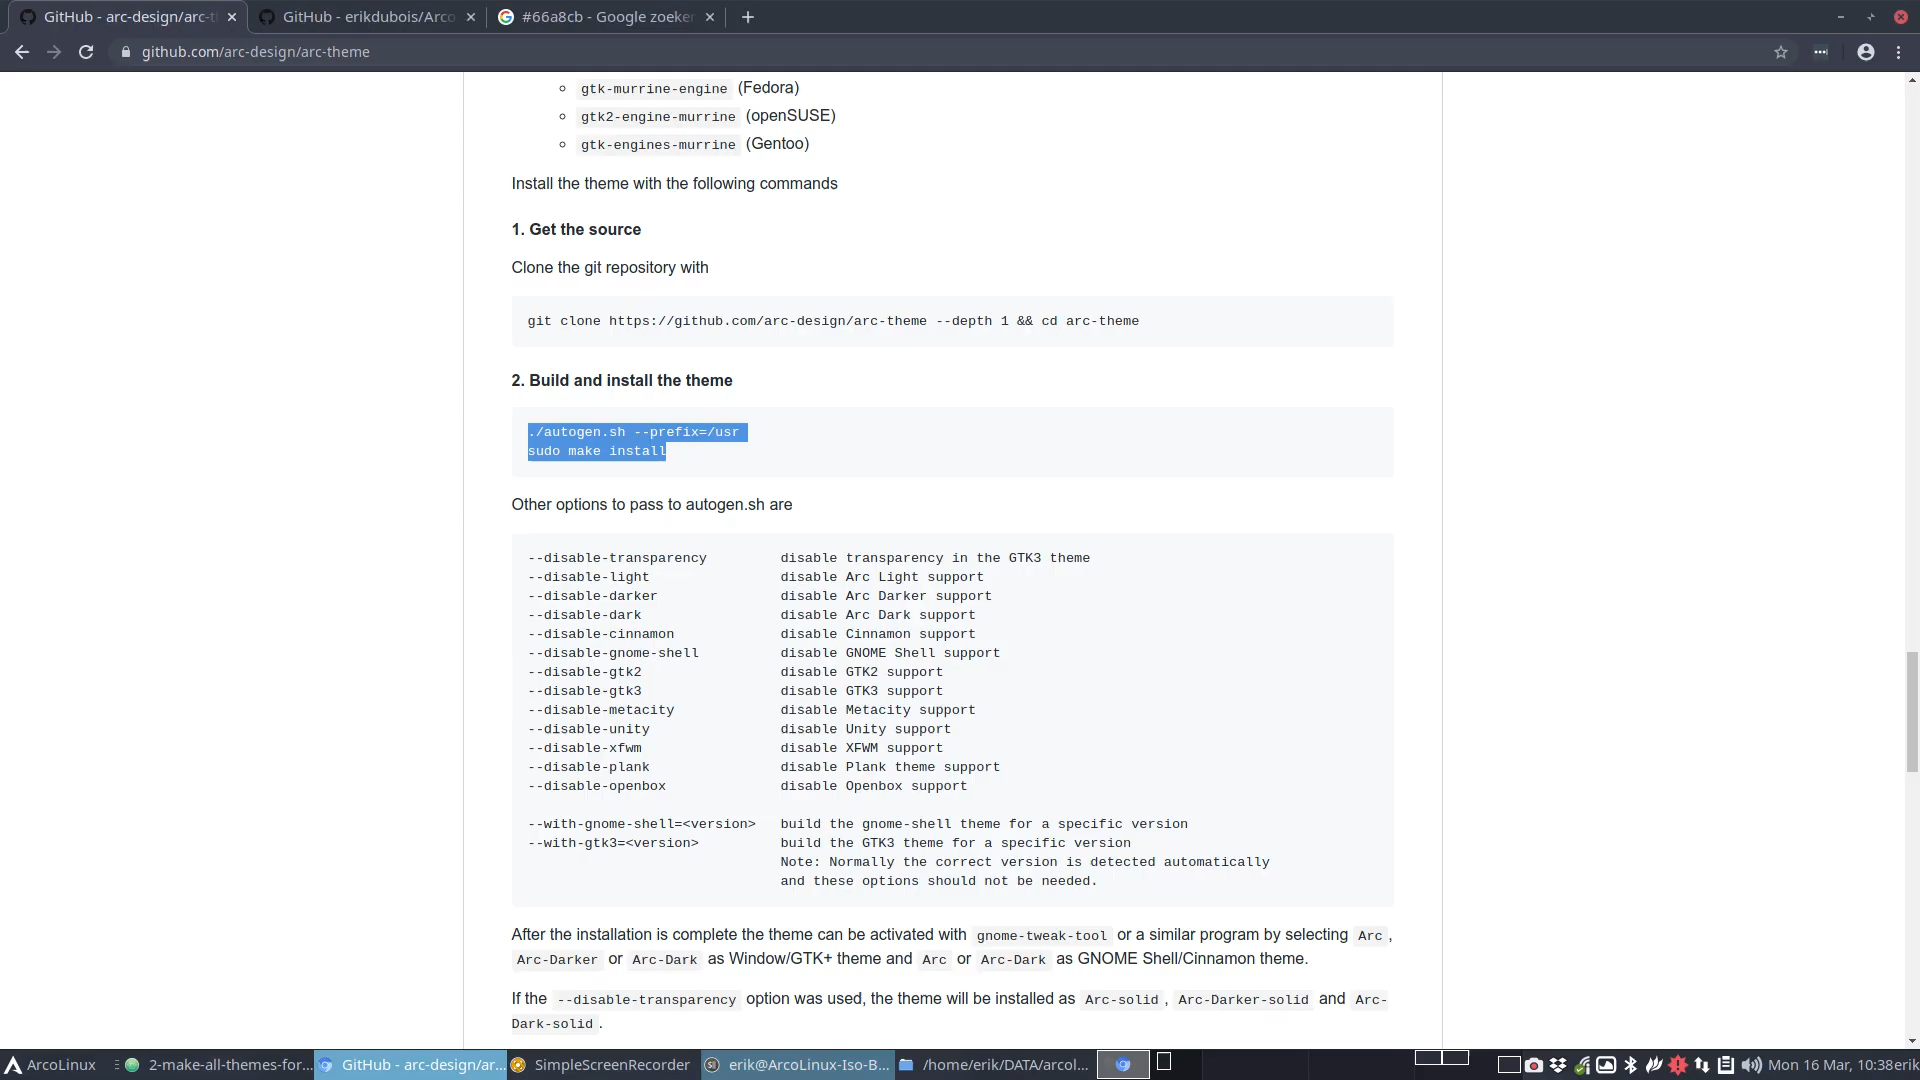 GitHub - arc-design/arc-t
GitHub - erikdubois/Arco
#66a8cb - Google zoeken
github.com/arc-design/arc-theme
gtk-murrine-engine (Fedora)
gtk2-engine-murrine (openSUSE)
gtk-engines-murrine (Gentoo)
Install the theme with the following commands
1. Get the source
Clone the git repository with
git clone https://github.com/arc-design/arc-theme --depth 1 && cd arc-theme
2. Build and install the theme
./autogen.sh --prefix=/usr
sudo make install
Other options to pass to autogen.sh are
--disable-transparency disable transparency in the GTK3 theme
--disable-light disable Arc Light support
--disable-darker disable Arc Darker support
--disable-dark disable Arc Dark support
--disable-cinnamon disable Cinnamon support
--disable-gnome-shell disable GNOME Shell support
--disable-gtk2 disable GTK2 support
--disable-gtk3 disable GTK3 support
--disable-metacity disable Metacity support
--disable-unity disable Unity support
--disable-xfwm disable XFWM support
--disable-plank disable Plank theme support
--disable-openbox disable Openbox support
--with-gnome-shell=<version> build the gnome-shell theme for a specific version
--with-gtk3=<version> build the GTK3 theme for a specific version
Note: Normally the correct version is detected automatically
and these options should not be needed.
After the installation is complete the theme can be activated with gnome-tweak-tool or a similar program by selecting Arc ,
Arc-Darker or Arc-Dark as Window/GTK+ theme and Arc or Arc-Dark as GNOME Shell/Cinnamon theme.
If the --disable-transparency option was used, the theme will be installed as Arc-solid , Arc-Darker-solid and Arc-
Dark-solid .
ArcoLinux 2-make-all-themes-for... GitHub - arc-design/ar... SimpleScreenRecorder erik@ArcoLinux-Iso-B... /home/erik/DATA/arcol... Mon 16 Mar, 10:38erik